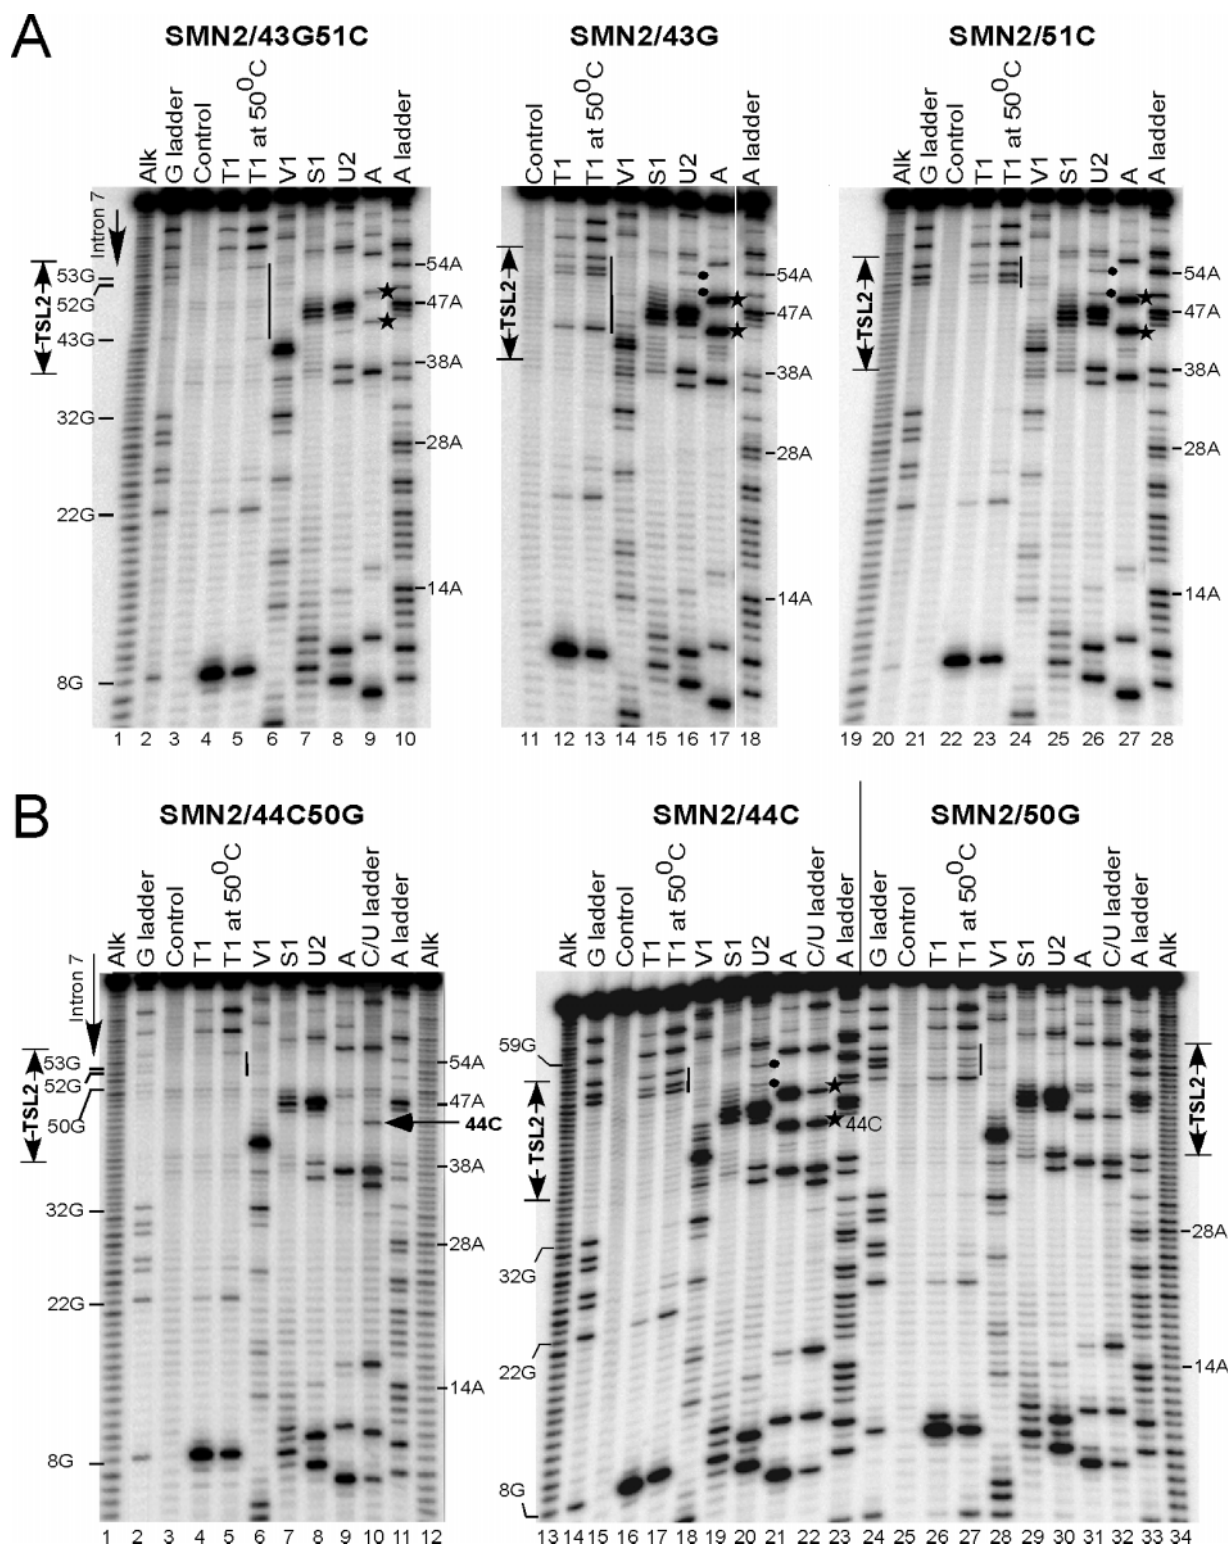 A
SMN2/43G51C
SMN2/43G
SMN2/51C
Alk
G ladder
Control
T1
T1 at 50⁰C
V1
S1
U2
A
A ladder
Control
T1
T1 at 50⁰C
V1
S1
U2
A
A ladder
Alk
G ladder
Control
T1
T1 at 50⁰C
V1
S1
U2
A
A ladder
Intron 7
TSL2
53G
52G
43G
32G
22G
8G
54A
47A
38A
28A
14A
TSL2
54A
47A
38A
28A
14A
TSL2
54A
47A
38A
28A
14A
1 2 3 4 5 6 7 8 9 10
11 12 13 14 15 16 17 18
19 20 21 22 23 24 25 26 27 28
B
SMN2/44C50G
SMN2/44C
SMN2/50G
Alk
G ladder
Control
T1
T1 at 50⁰C
V1
S1
U2
A
C/U ladder
A ladder
Alk
Alk
G ladder
Control
T1
T1 at 50⁰C
V1
S1
U2
A
C/U ladder
A ladder
G ladder
Control
T1
T1 at 50⁰C
V1
S1
U2
A
C/U ladder
A ladder
Alk
Intron 7
TSL2
53G
52G
50G
32G
22G
8G
54A
47A
44C
38A
28A
14A
59G
TSL2
32G
22G
8G
44C
TSL2
28A
14A
1 2 3 4 5 6 7 8 9 10 11 12
13 14 15 16 17 18 19 20 21 22 23 24 25 26 27 28 29 30 31 32 33 34